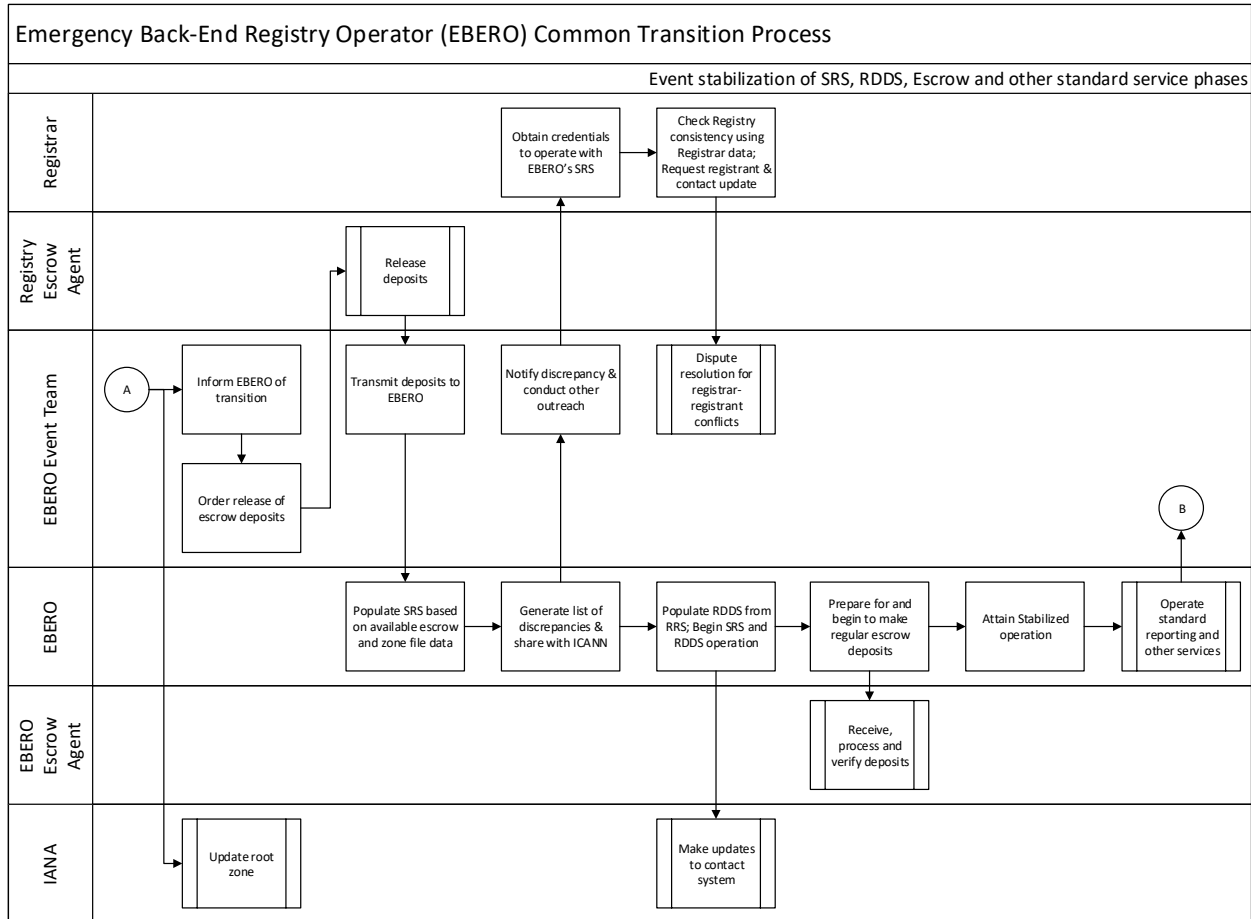 Emergency Back-End Registry Operator (EBERO) Common Transition Process
Event stabilization of SRS, RDDS, Escrow and other standard service phases
Registrar
Obtain credentials
to operate with
EBERO's SRS
Check Registry
consistency using
Registrar data;
Request registrant &
contact update
Registry
Escrow
Agent
Release
deposits
EBERO Event Team
A
Inform EBERO of
transition
Transmit deposits to
EBERO
Notify discrepancy &
conduct other
outreach
Dispute
resolution for
registrar-
registrant
conflicts
Order release of
escrow deposits
B
EBERO
Populate SRS based
on available escrow
and zone file data
Generate list of
discrepancies &
share with ICANN
Populate RDDS from
RRS; Begin SRS and
RDDS operation
Prepare for and
begin to make
regular escrow
deposits
Attain Stabilized
operation
Operate
standard
reporting and
other services
EBERO
Escrow
Agent
Receive,
process and
verify deposits
IANA
Update root
zone
Make updates
to contact
system